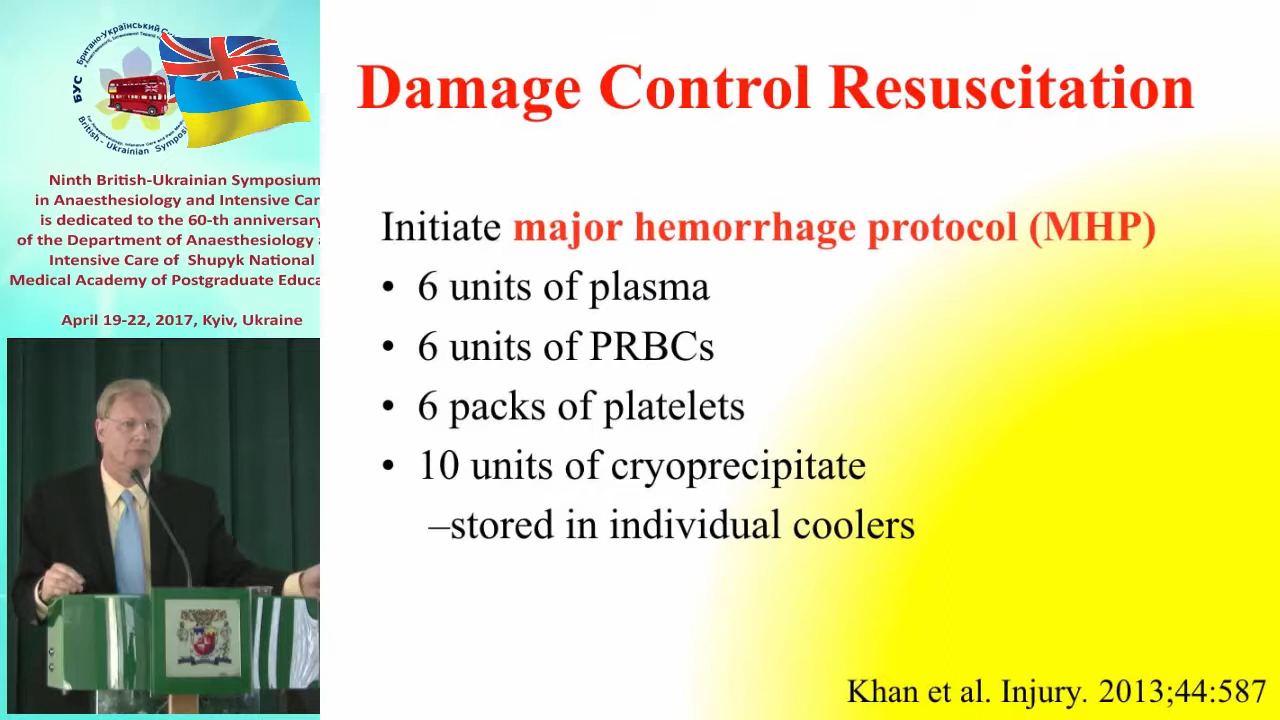 Британо-Український
БУС
British - Ukrainian Symposi
Ninth British-Ukrainian Symposium
in Anaesthesiology and Intensive Car
is dedicated to the 60-th anniversary
of the Department of Anaesthesiology
Intensive Care of Shupyk National
Medical Academy of Postgraduate Educa
April 19-22, 2017, Kyiv, Ukraine
Damage Control Resuscitation
Initiate major hemorrhage protocol (MHP)
• 6 units of plasma
• 6 units of PRBCs
• 6 packs of platelets
• 10 units of cryoprecipitate
–stored in individual coolers
Khan et al. Injury. 2013;44:587